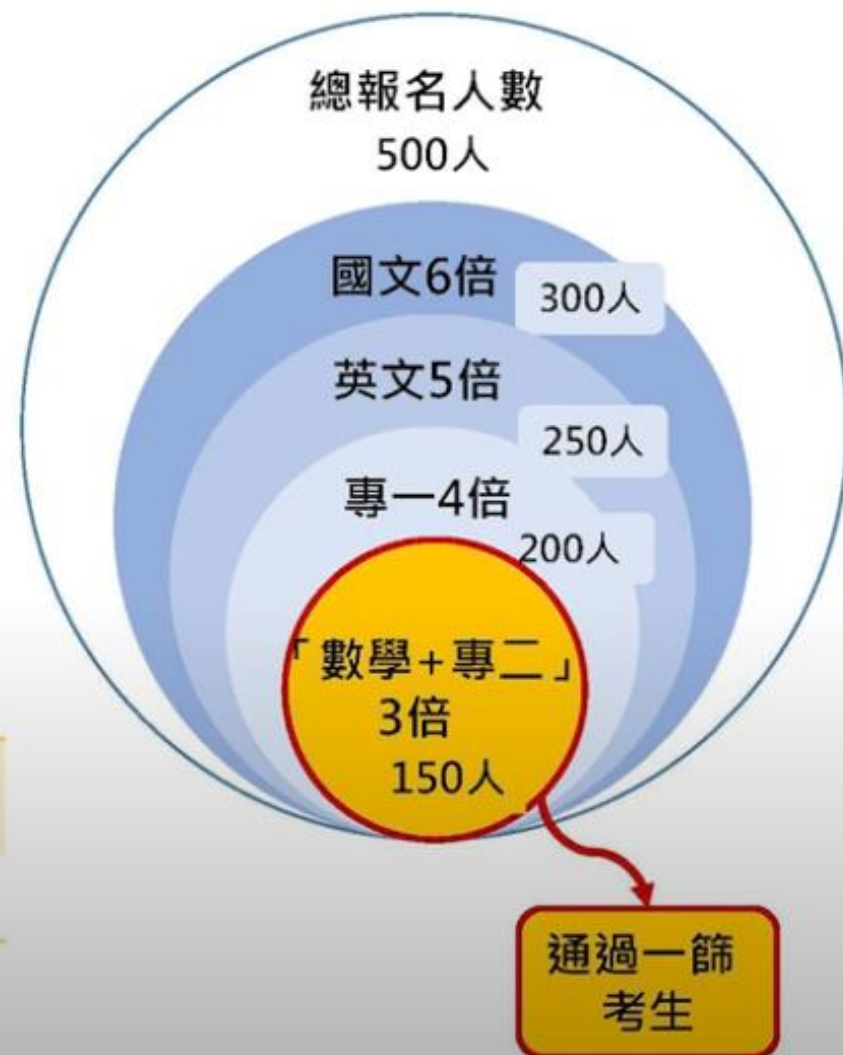 總報名人數
500人
國文6倍
300人
英文5倍
250人
專一4倍
200人
「數學+專二」
3倍
150人
通過一篩
考生